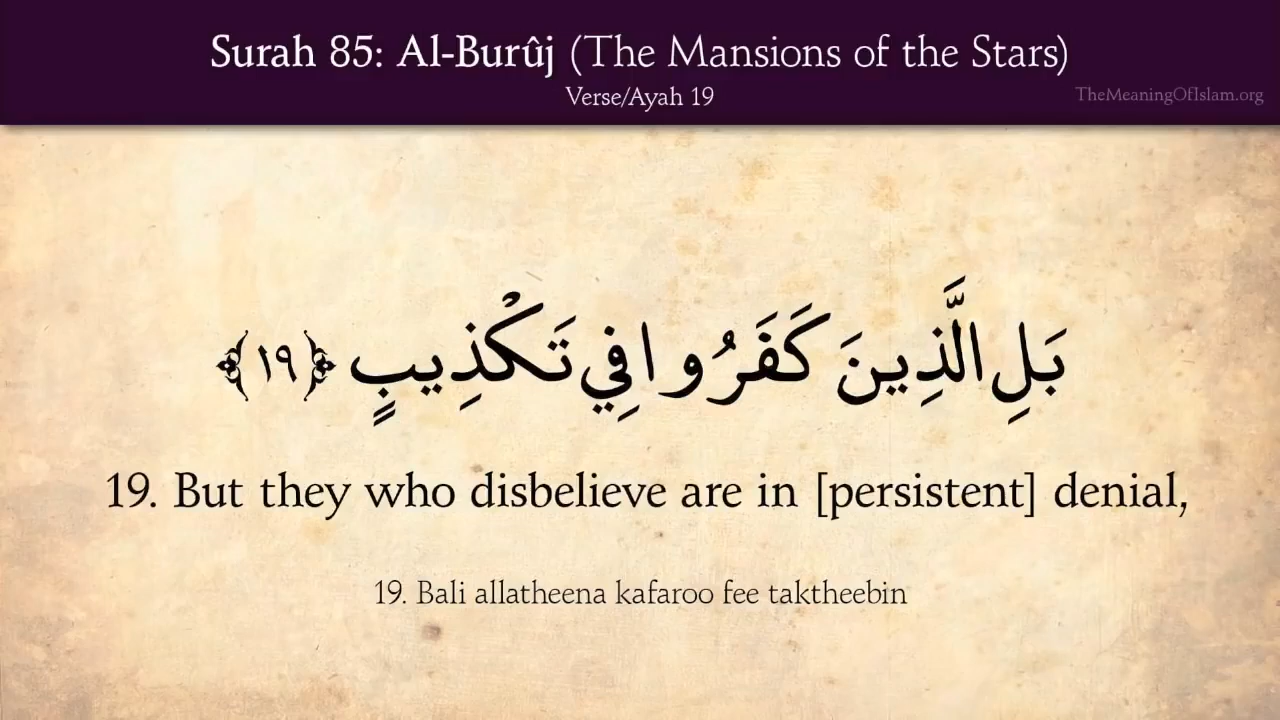 Surah 85: Al-Burûj (The Mansions of the Stars)
Verse/Ayah 19
TheMeaningOfIslam.org
بَلِ الَّذِينَ كَفَرُوا فِي تَكْذِيبٍ ﴿١٩﴾
19. But they who disbelieve are in [persistent] denial,
19. Bali allatheena kafaroo fee taktheebin